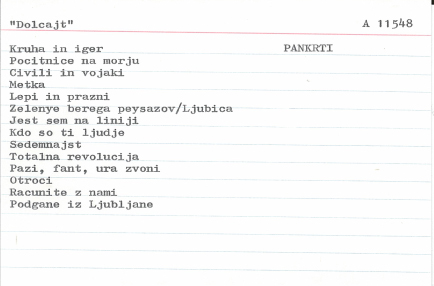 "Dolcajt" A 11548
Kruha in iger PANKRTI
Pocitnice na morju
Civili in vojaki
Metka
Lepi in prazni
Zelenye berega peysazov/Ljubica
Jest sem na liniji
Kdo so ti ljudje
Sedemnajst
Totalna revolucija
Pazi, fant, ura zvoni
Otroci
Racunite z nami
Podgane iz Ljubljane